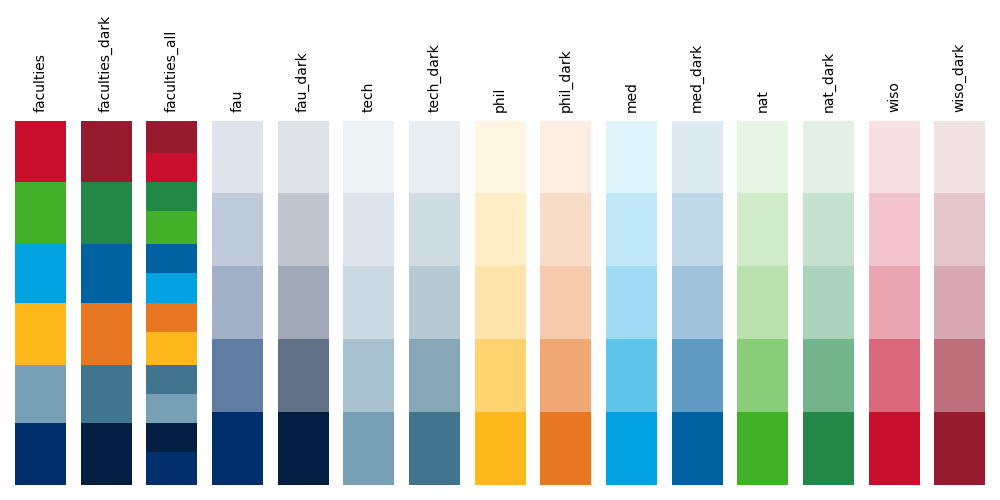 faculties
faculties_dark
faculties_all
fau
fau_dark
tech
tech_dark
phil
phil_dark
med
med_dark
nat
nat_dark
wiso
wiso_dark